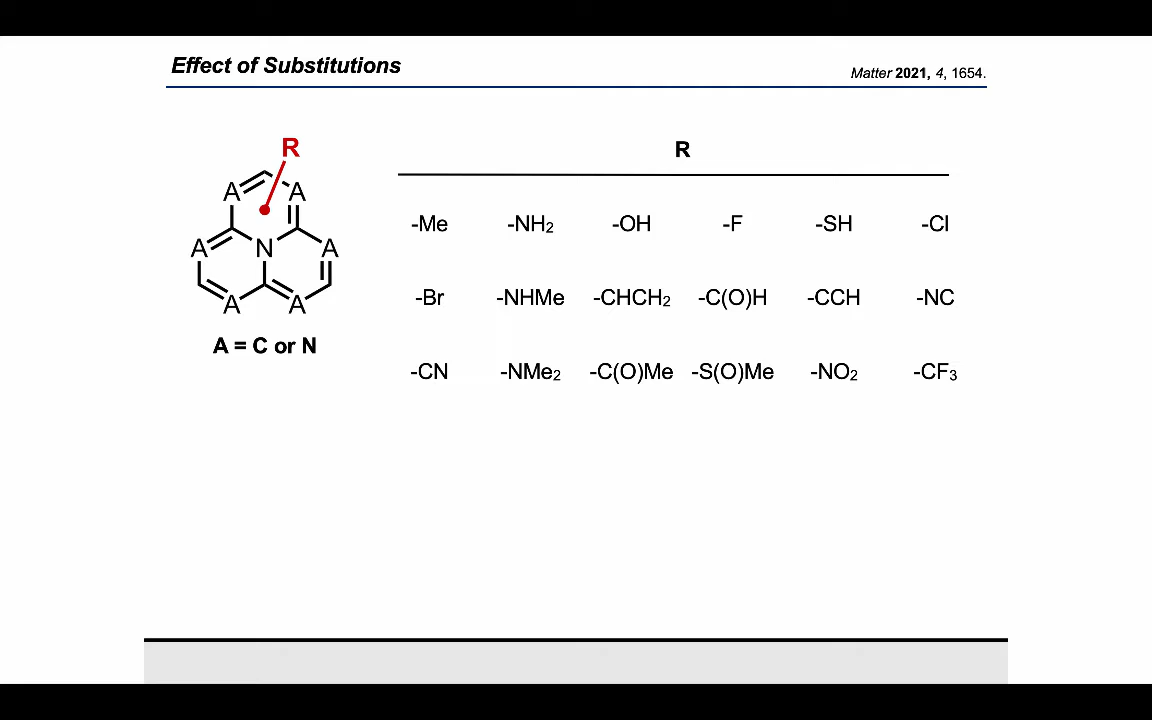 Effect of Substitutions
Matter 2021, 4, 1654.
R
A A
A N A
A A
A = C or N
R
-Me -NH2 -OH -F -SH -Cl
-Br -NHMe -CHCH2 -C(O)H -CCH -NC
-CN -NMe2 -C(O)Me -S(O)Me -NO2 -CF3